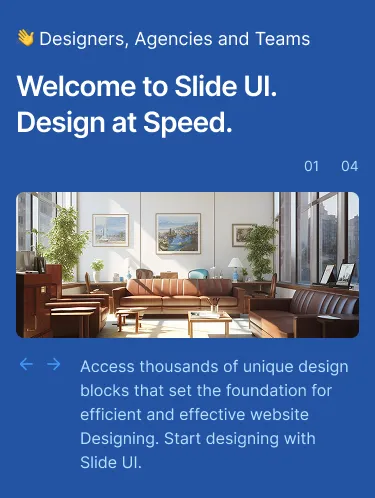 👋 Designers, Agencies and Teams
Welcome to Slide UI.
Design at Speed.
01 04
← →
Access thousands of unique design
blocks that set the foundation for
efficient and effective website
Designing. Start designing with
Slide UI.